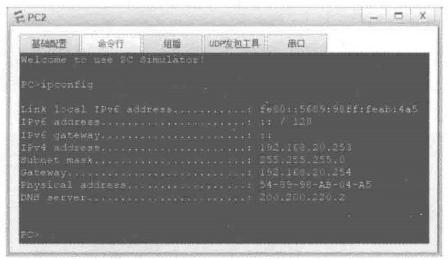 PC2
基础配置 命令行 组播 UDP发包工具 串口
Welcome to use PC Simulator!
PC>ipconfig
Link local IPv6 address...........: fe80::5689:98ff:feab:4a5
IPv6 address......................: :: / 128
IPv6 gateway......................: ::
IPv4 address......................: 192.168.20.253
Subnet mask.......................: 255.255.255.0
Gateway...........................: 192.168.20.254
Physical address..................: 54-89-98-AB-04-A5
DNS server........................: 200.200.220.2
PC>